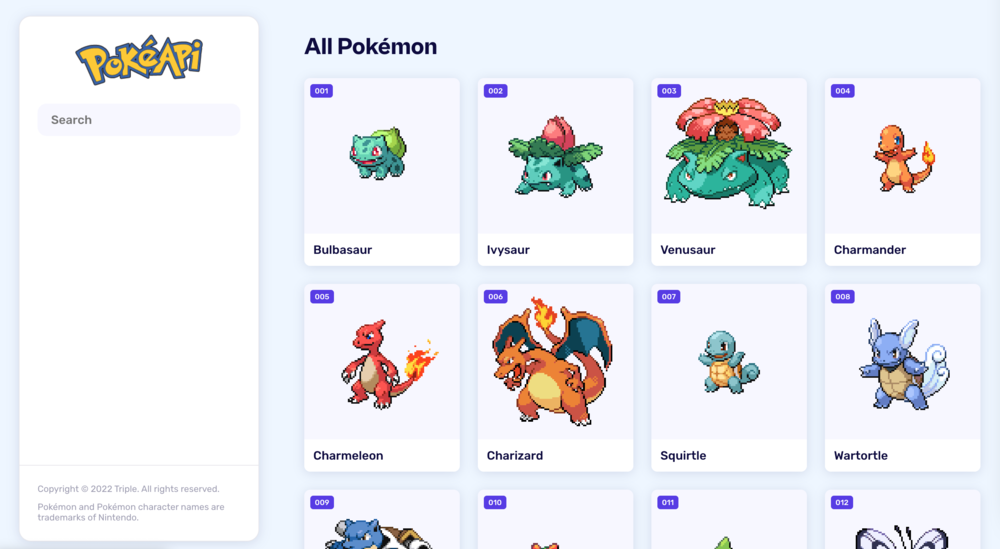 PokéApi
Search
Copyright © 2022 Triple. All rights reserved.
Pokémon and Pokémon character names are
trademarks of Nintendo.
All Pokémon
001
Bulbasaur
002
Ivysaur
003
Venusaur
004
Charmander
005
Charmeleon
006
Charizard
007
Squirtle
008
Wartortle
009
010
011
012